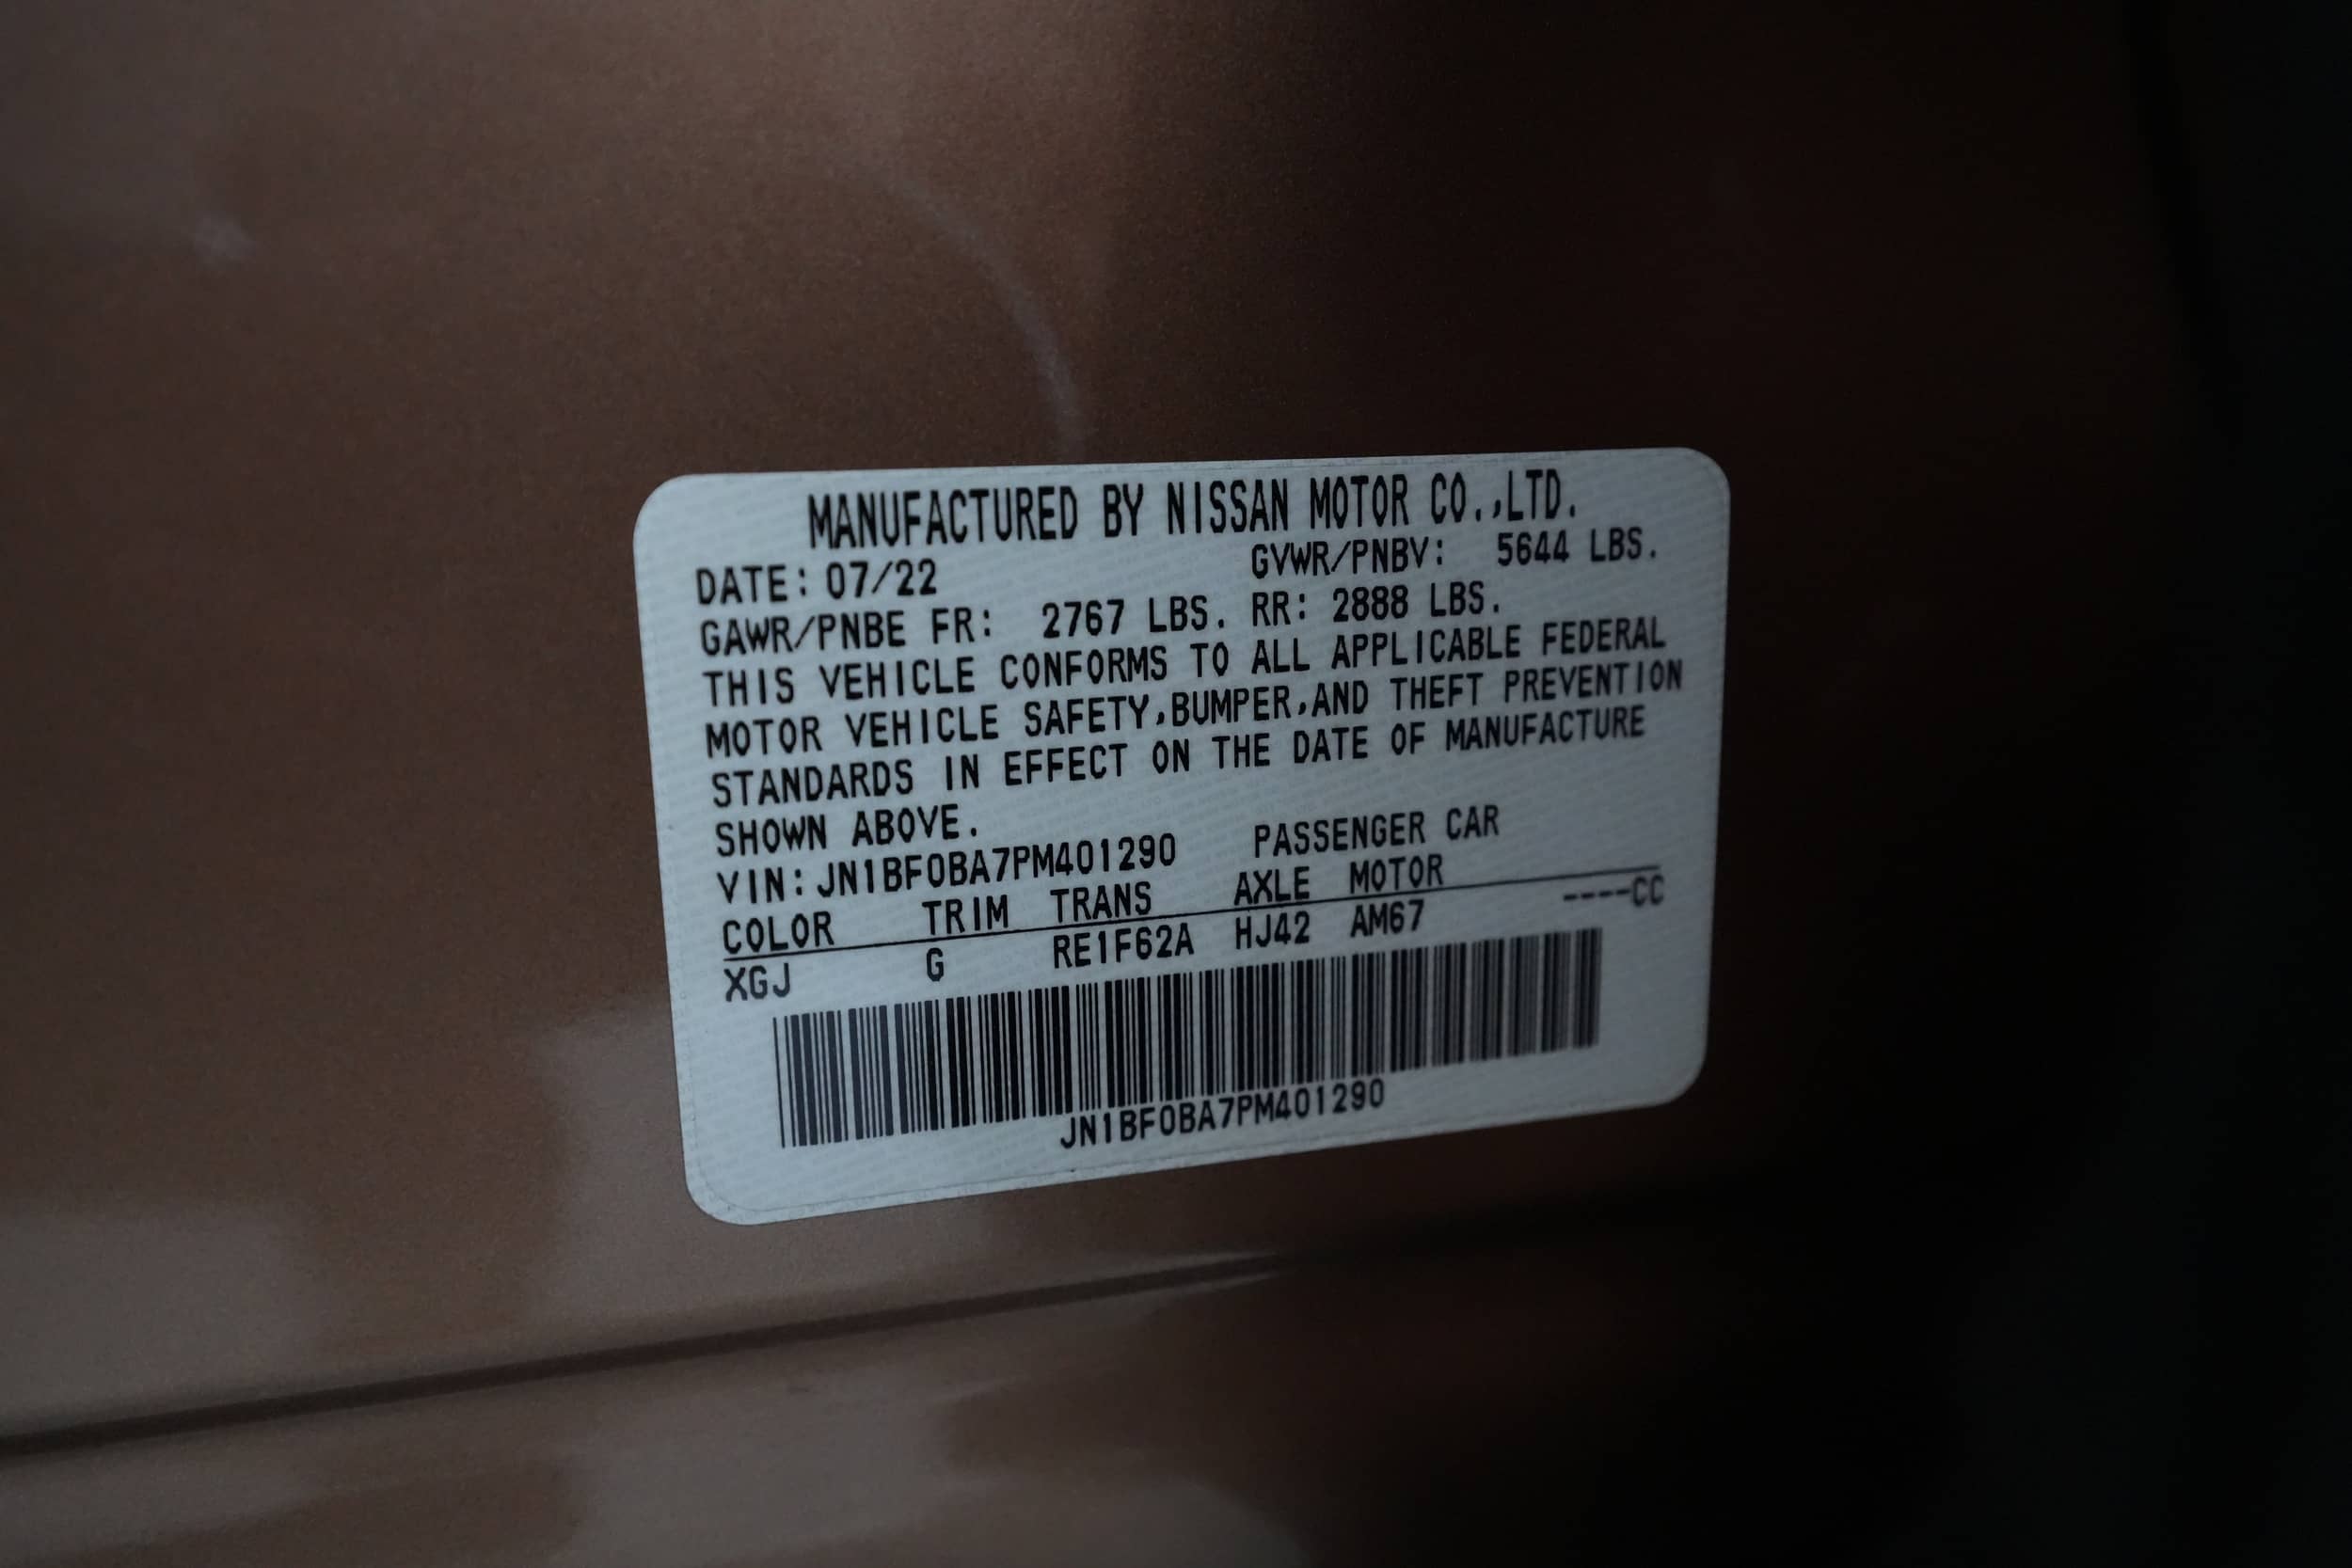 MANUFACTURED BY NISSAN MOTOR CO.,LTD.
DATE: 07/22 GVWR/PNBV: 5644 LBS.
GAWR/PNBE FR: 2767 LBS. RR: 2888 LBS.
THIS VEHICLE CONFORMS TO ALL APPLICABLE FEDERAL
MOTOR VEHICLE SAFETY,BUMPER,AND THEFT PREVENTION
STANDARDS IN EFFECT ON THE DATE OF MANUFACTURE
SHOWN ABOVE.
VIN:JN1BF0BA7PM401290 PASSENGER CAR
COLOR TRIM TRANS AXLE MOTOR
XGJ G RE1F62A HJ42 AM67 ----CC
JN1BF0BA7PM401290